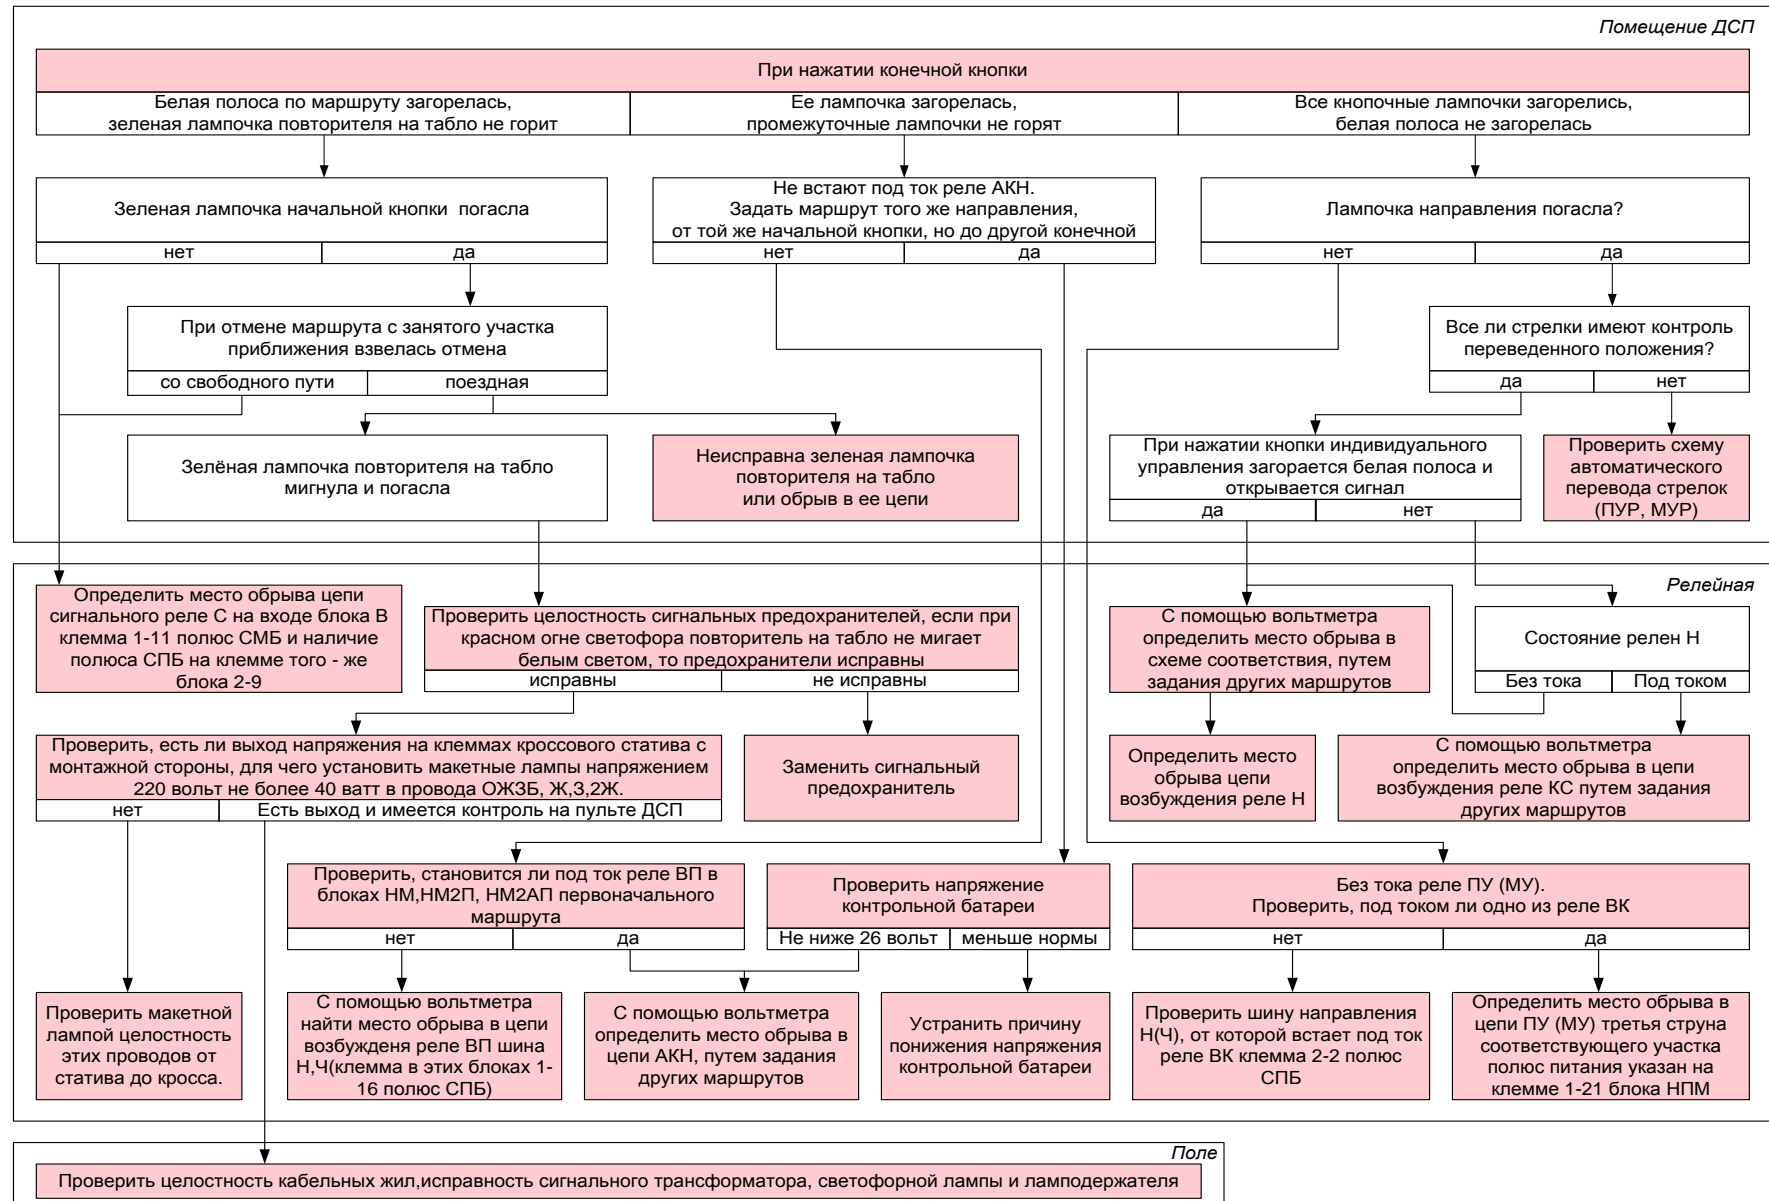 Помещение ДСП
При нажатии конечной кнопки
Белая полоса по маршруту загорелась,
зеленая лампочка повторителя на табло не горит
Ее лампочка загорелась,
промежуточные лампочки не горят
Все кнопочные лампочки загорелись,
белая полоса не загорелась
Зеленая лампочка начальной кнопки погасла
нет
да
Не встают под ток реле АКН.
Задать маршрут того же направления,
от той же начальной кнопки, но до другой конечной
нет
да
Лампочка направления погасла?
нет
да
При отмене маршрута с занятого участка
приближения взвелась отмена
со свободного пути
поездная
Все ли стрелки имеют контроль
переведенного положения?
да
нет
Зелёная лампочка повторителя на табло
мигнула и погасла
Неисправна зеленая лампочка
повторителя на табло
или обрыв в ее цепи
При нажатии кнопки индивидуального
управления загорается белая полоса и
открывается сигнал
да
нет
Проверить схему
автоматического
перевода стрелок
(ПУР, МУР)
Релейная
Определить место обрыва цепи
сигнального реле С на входе блока В
клемма 1-11 полюс СМБ и наличие
полюса СПБ на клемме того - же
блока 2-9
Проверить целостность сигнальных предохранителей, если при
красном огне светофора повторитель на табло не мигает
белым светом, то предохранители исправны
исправны
не исправны
С помощью вольтметра
определить место обрыва в
схеме соответствия, путем
задания других маршрутов
Состояние релен Н
Без тока
Под током
Проверить, есть ли выход напряжения на клеммах кроссового статива с
монтажной стороны, для чего установить макетные лампы напряжением
220 вольт не более 40 ватт в провода ОЖЗБ, Ж,З,2Ж.
нет
Есть выход и имеется контроль на пульте ДСП
Заменить сигнальный
предохранитель
Определить место
обрыва цепи
возбуждения реле Н
С помощью вольтметра
определить место обрыва в цепи
возбуждения реле КС путем задания
других маршрутов
Проверить, становится ли под ток реле ВП в
блоках НМ,НМ2П, НМ2АП первоначального
маршрута
нет
да
Проверить напряжение
контрольной батареи
Не ниже 26 вольт
меньше нормы
Без тока реле ПУ (МУ).
Проверить, под током ли одно из реле ВК
нет
да
Проверить макетной
лампой целостность
этих проводов от
статива до кросса.
С помощью вольтметра
найти место обрыва в цепи
возбужденя реле ВП шина
Н,Ч(клемма в этих блоках 1-
16 полюс СПБ)
С помощью вольтметра
определить место обрыва в
цепи АКН, путем задания
других маршрутов
Устранить причину
понижения напряжения
контрольной батареи
Проверить шину направления
Н(Ч), от которой встает под ток
реле ВК клемма 2-2 полюс
СПБ
Определить место обрыва в
цепи ПУ (МУ) третья струна
соответствующего участка
полюс питания указан на
клемме 1-21 блока НПМ
Поле
Проверить целостность кабельных жил,исправность сигнального трансформатора, светофорной лампы и ламподержателя